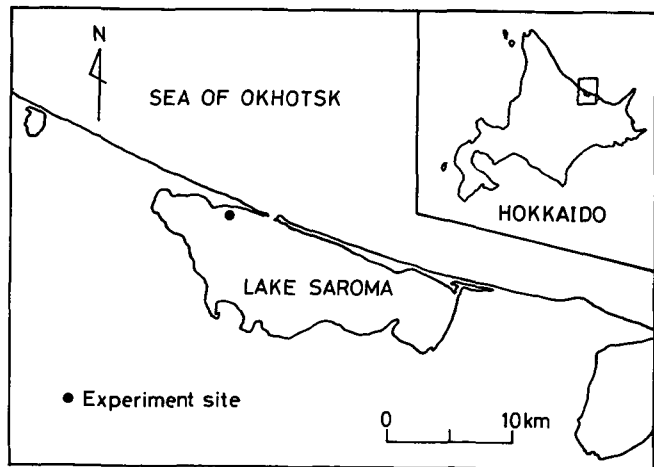 N
SEA OF OKHOTSK
HOKKAIDO
LAKE SAROMA
● Experiment site
0 10km